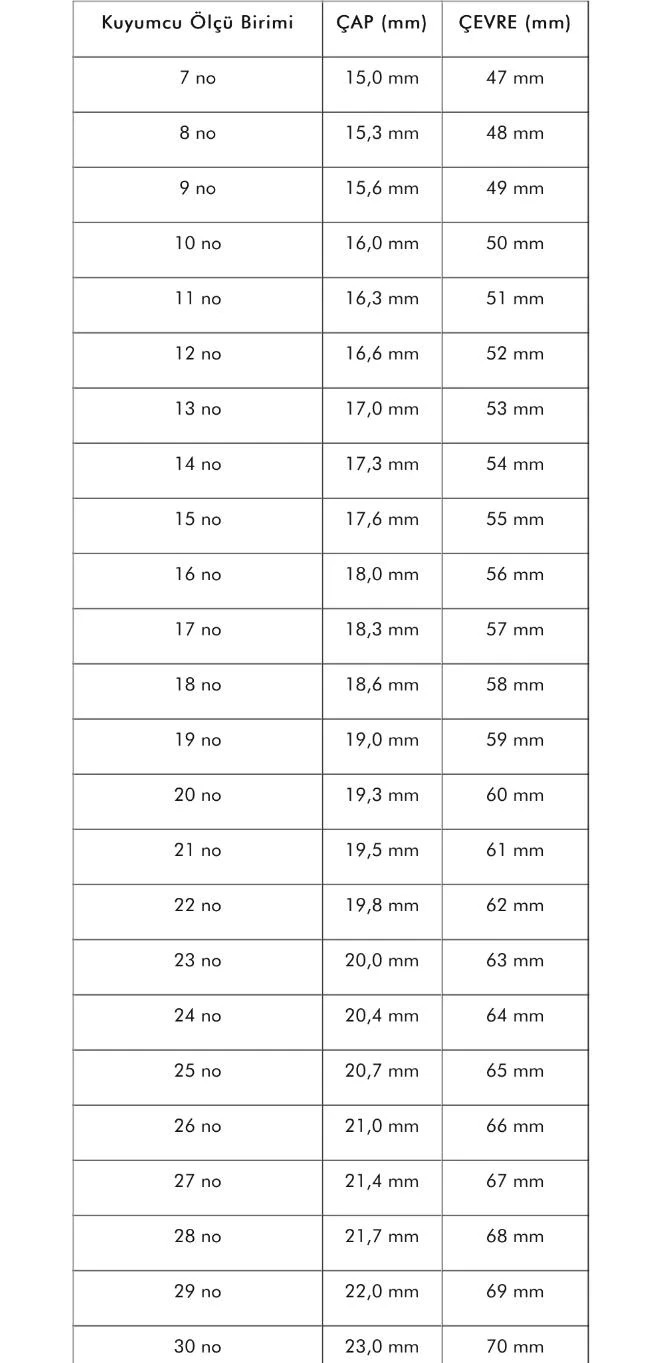 Kuyumcu Ölçü Birimi ÇAP (mm) ÇEVRE (mm)
7 no 15,0 mm 47 mm
8 no 15,3 mm 48 mm
9 no 15,6 mm 49 mm
10 no 16,0 mm 50 mm
11 no 16,3 mm 51 mm
12 no 16,6 mm 52 mm
13 no 17,0 mm 53 mm
14 no 17,3 mm 54 mm
15 no 17,6 mm 55 mm
16 no 18,0 mm 56 mm
17 no 18,3 mm 57 mm
18 no 18,6 mm 58 mm
19 no 19,0 mm 59 mm
20 no 19,3 mm 60 mm
21 no 19,5 mm 61 mm
22 no 19,8 mm 62 mm
23 no 20,0 mm 63 mm
24 no 20,4 mm 64 mm
25 no 20,7 mm 65 mm
26 no 21,0 mm 66 mm
27 no 21,4 mm 67 mm
28 no 21,7 mm 68 mm
29 no 22,0 mm 69 mm
30 no 23,0 mm 70 mm